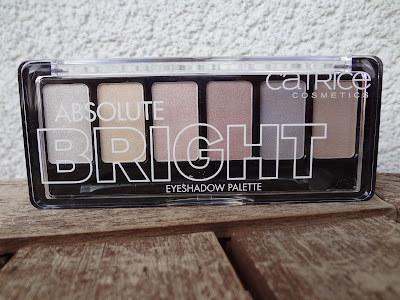 CATRICE
COSMETICS
ABSOLUTE
BRIGHT
EYESHADOW PALETTE